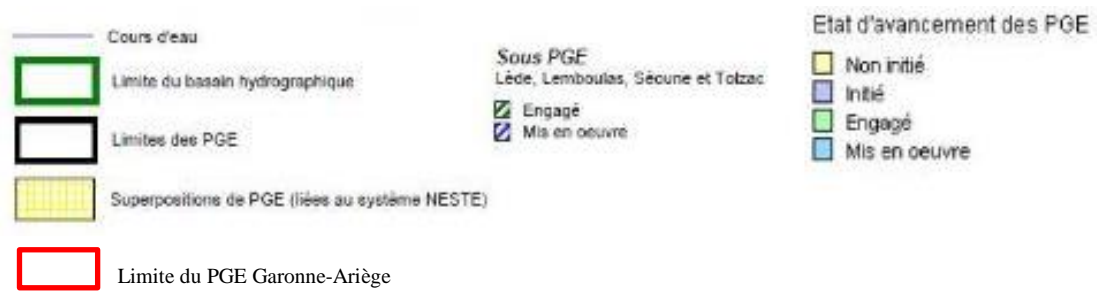 Cours d'eau
Limite du bassin hydrographique
Limites des PGE
Superpositions de PGE (liées au système NESTE)
Limite du PGE Garonne-Ariège
Sous PGE
Lède, Lemboulas, Séoune et Tolzac
Engagé
Mis en oeuvre
Etat d'avancement des PGE
Non initié
Initié
Engagé
Mis en oeuvre